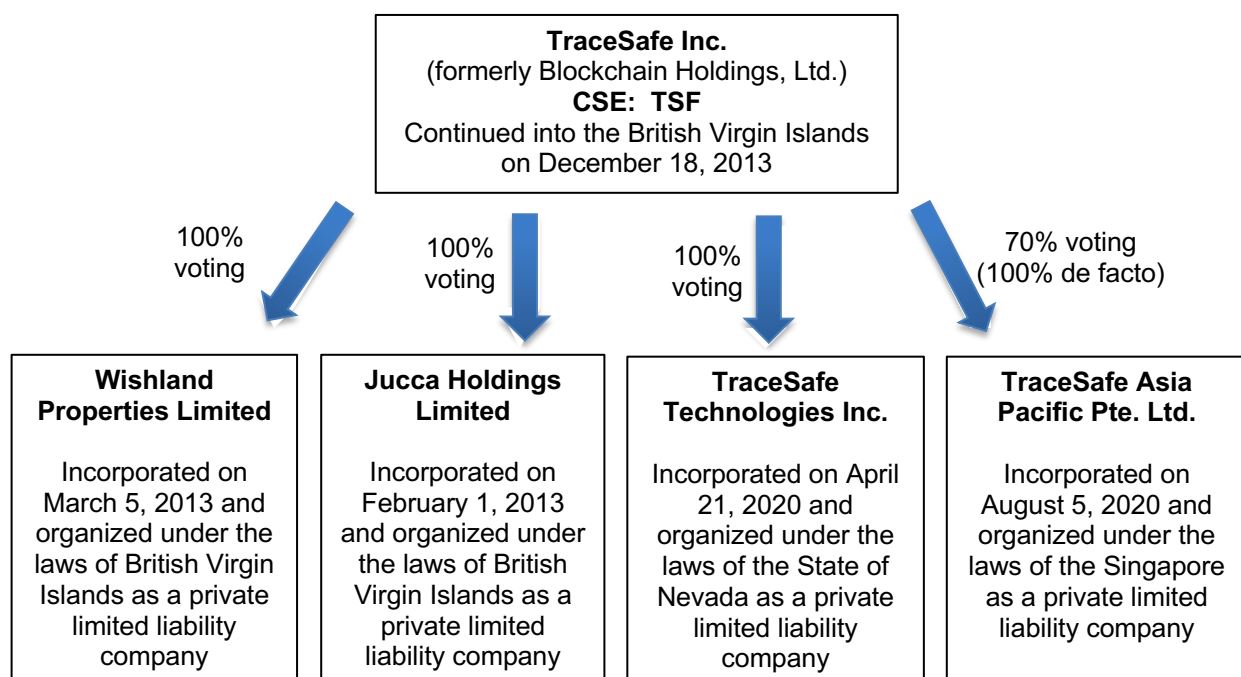 TraceSafe Inc.
(formerly Blockchain Holdings, Ltd.)
CSE: TSF
Continued into the British Virgin Islands
on December 18, 2013
100%
voting
100%
voting
100%
voting
70% voting
(100% de facto)
Wishland
Properties Limited
Incorporated on
March 5, 2013 and
organized under the
laws of British Virgin
Islands as a private
limited liability
company
Jucca Holdings
Limited
Incorporated on
February 1, 2013
and organized under
the laws of British
Virgin Islands as a
private limited
liability company
TraceSafe
Technologies Inc.
Incorporated on April
21, 2020 and
organized under the
laws of the State of
Nevada as a private
limited liability
company
TraceSafe Asia
Pacific Pte. Ltd.
Incorporated on
August 5, 2020 and
organized under the
laws of the Singapore
as a private limited
liability company